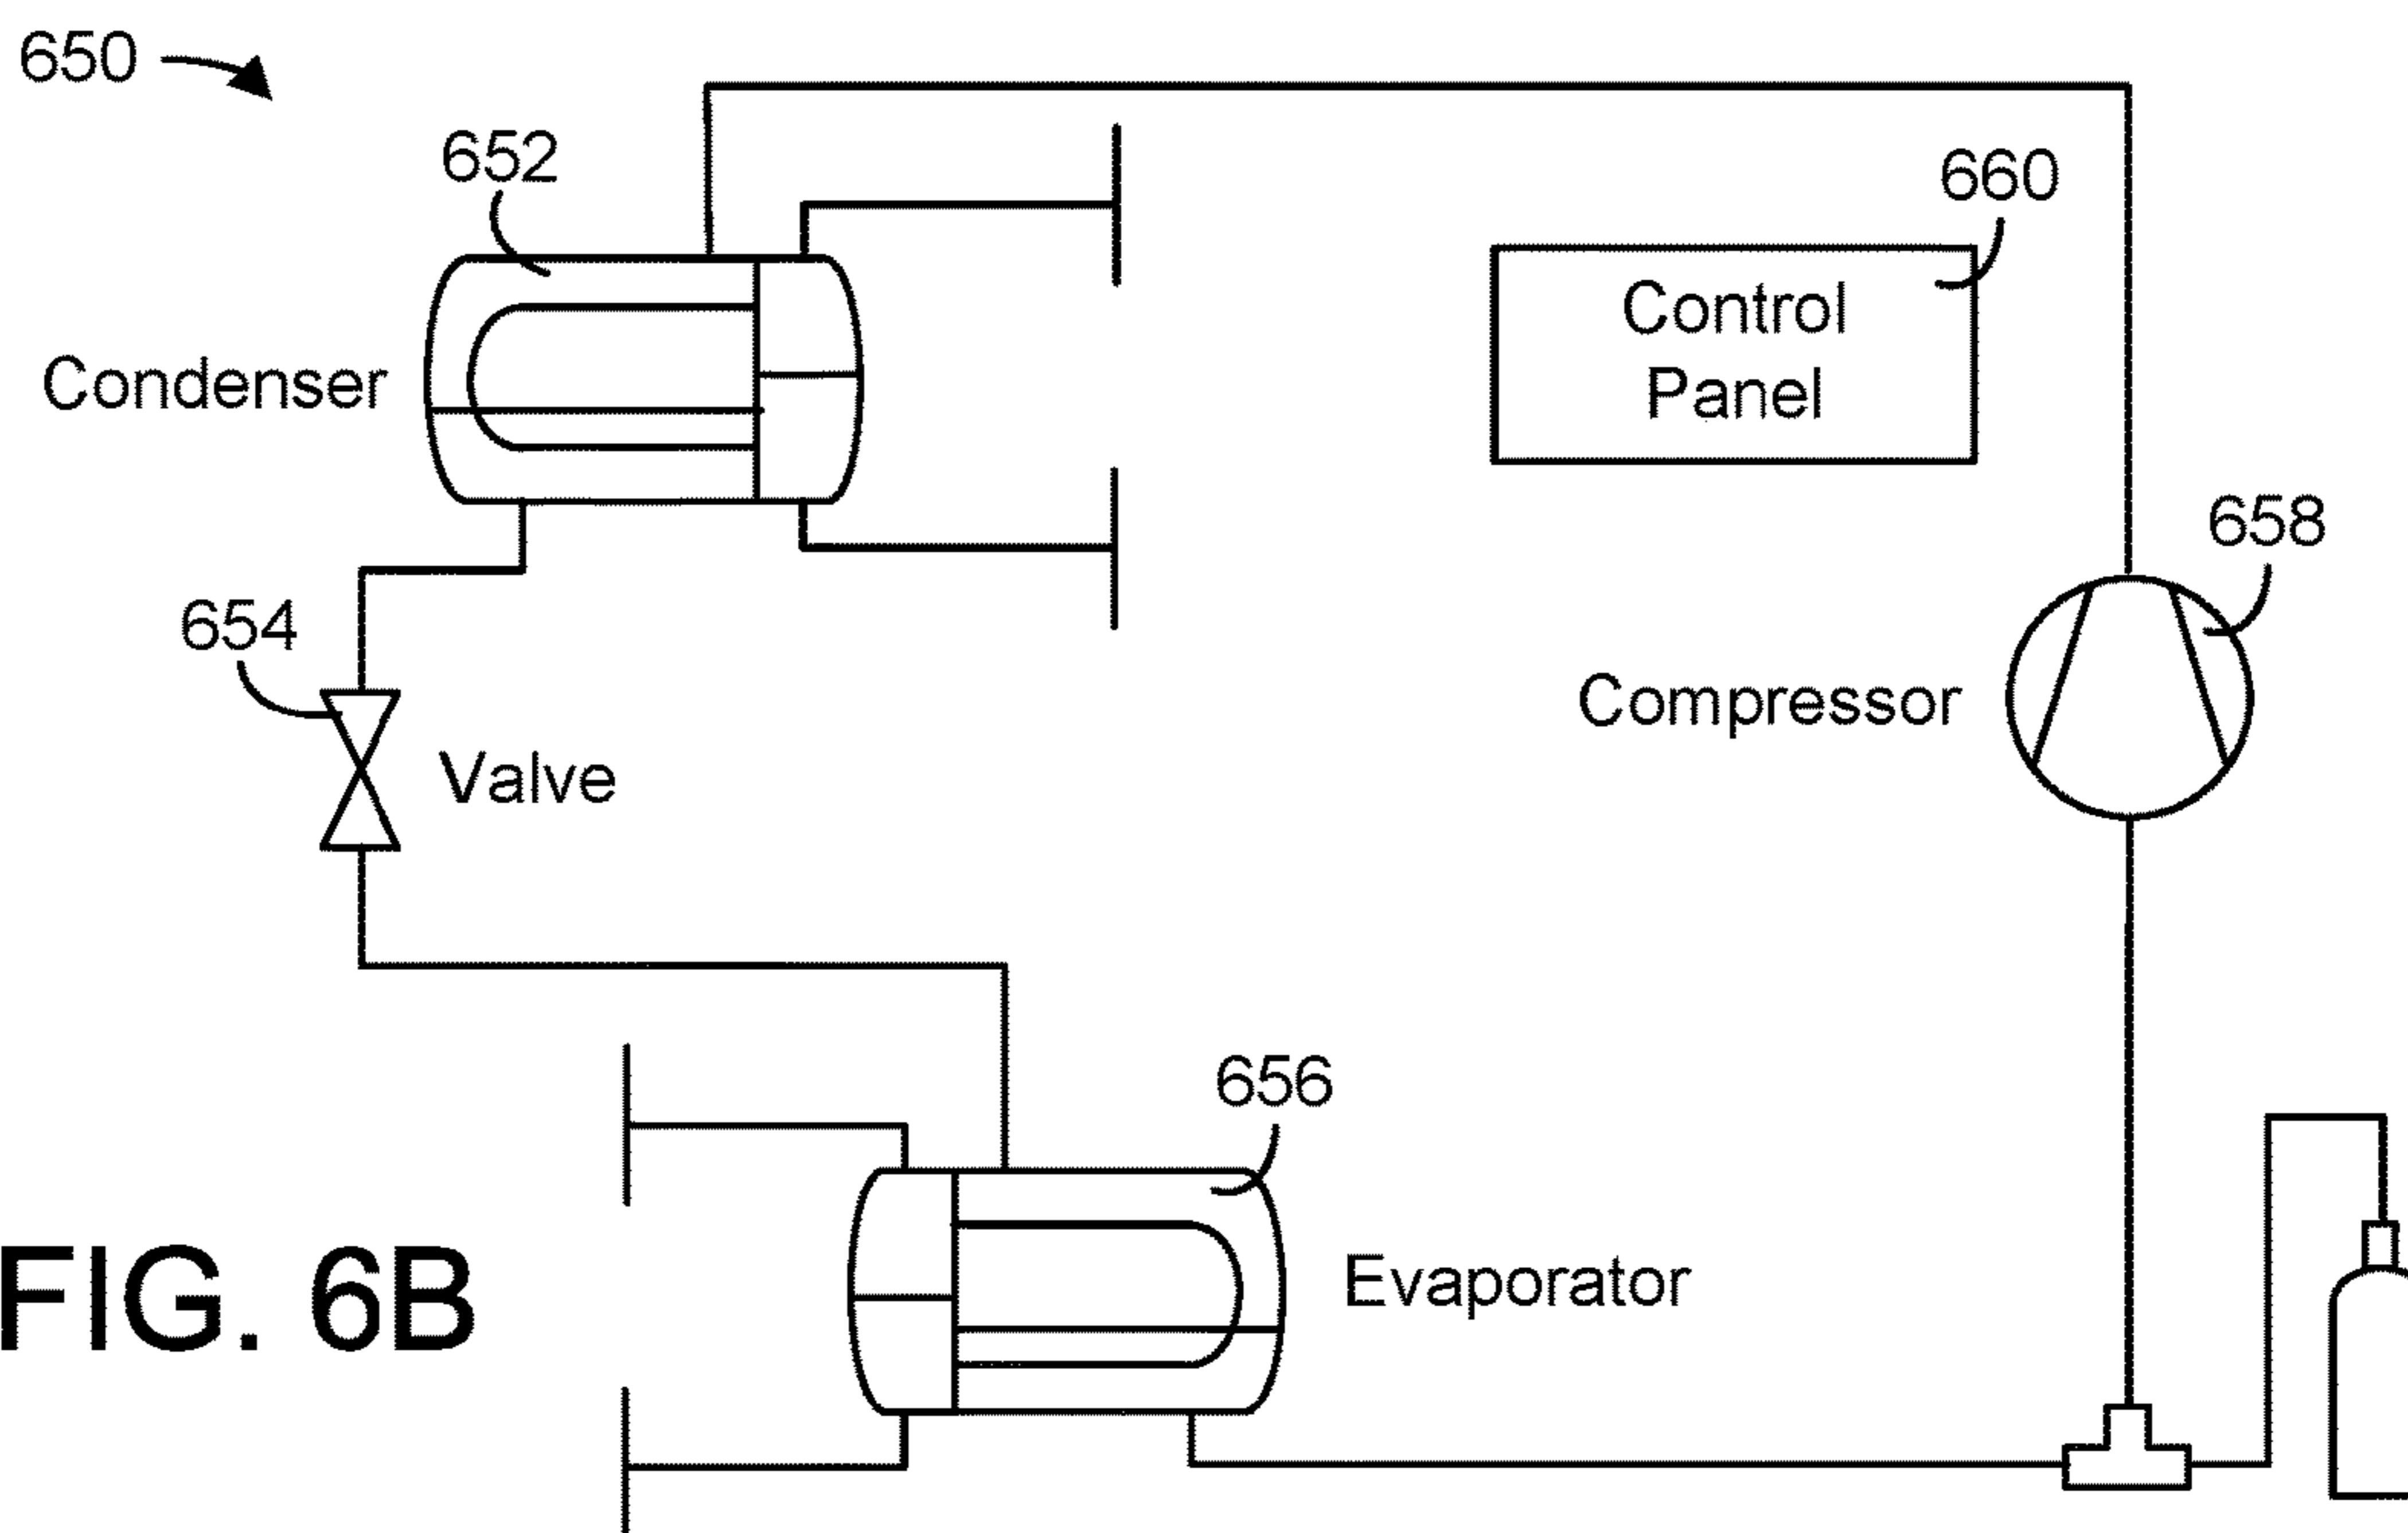 650
652
660
Control
Panel
Condenser
658
654
Compressor
Valve
656
Evaporator
FIG. 6B